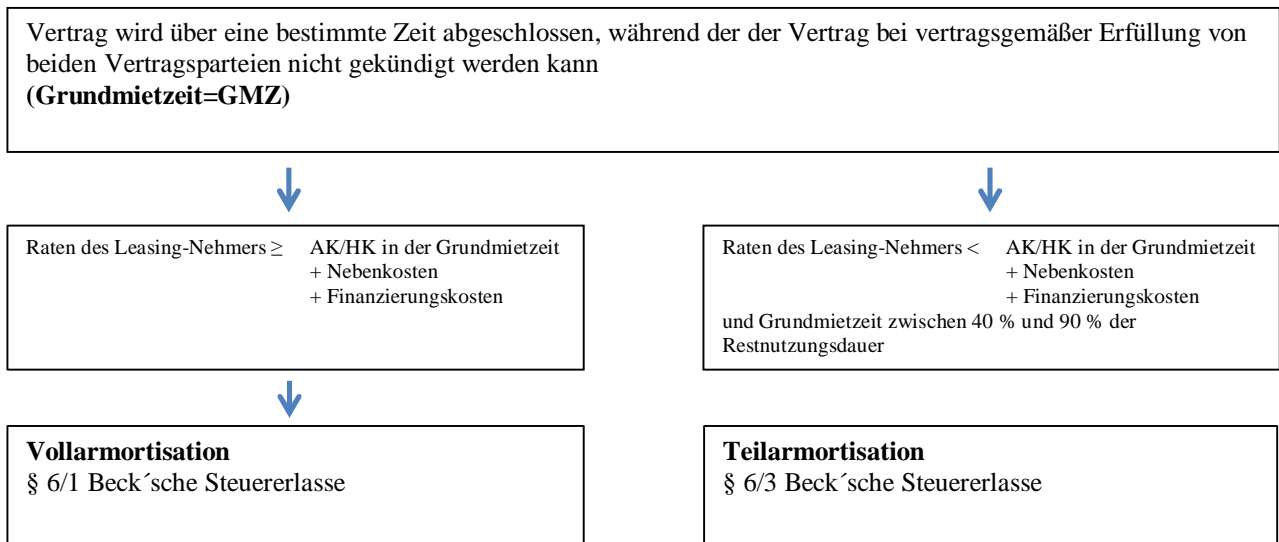 Vertrag wird über eine bestimmte Zeit abgeschlossen, während der der Vertrag bei vertragsgemäßer Erfüllung von
beiden Vertragsparteien nicht gekündigt werden kann
(Grundmietzeit=GMZ)
Raten des Leasing-Nehmers ≥ AK/HK in der Grundmietzeit
+ Nebenkosten
+ Finanzierungskosten
Raten des Leasing-Nehmers < AK/HK in der Grundmietzeit
+ Nebenkosten
+ Finanzierungskosten
und Grundmietzeit zwischen 40 % und 90 % der
Restnutzungsdauer
Vollarmortisation
§ 6/1 Beck´sche Steuererlasse
Teilarmortisation
§ 6/3 Beck´sche Steuererlasse